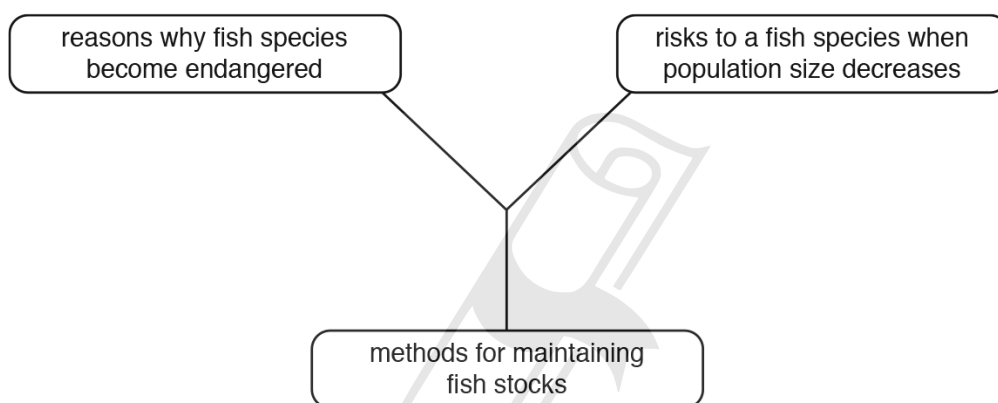 reasons why fish species
become endangered
risks to a fish species when
population size decreases
methods for maintaining
fish stocks